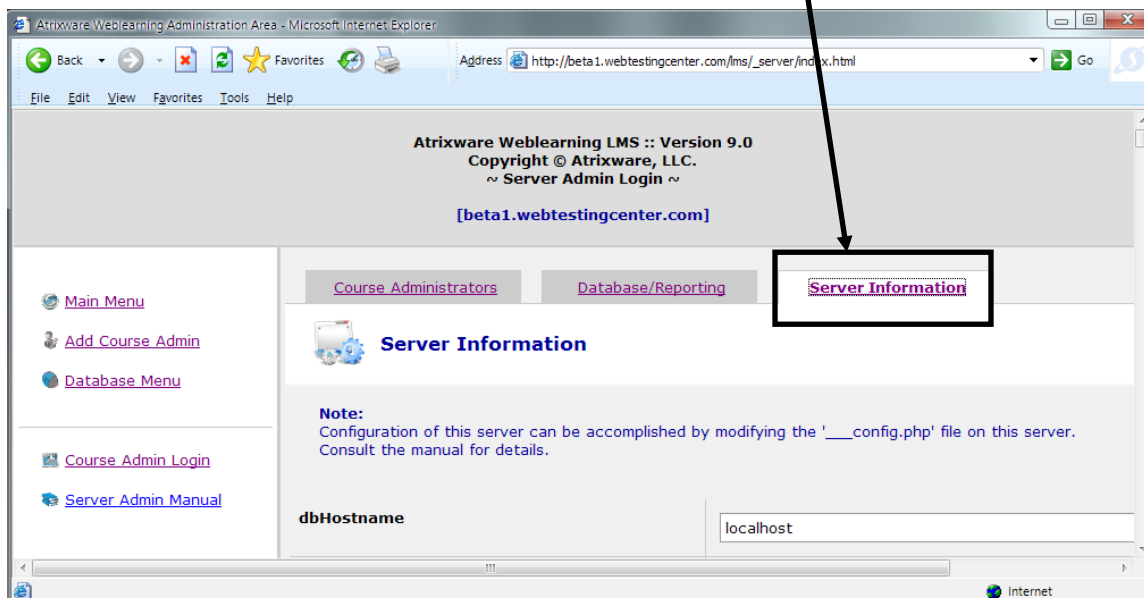 Atrixware Weblearning Administration Area - Microsoft Internet Explorer
Back Favorites Address http://beta1.webtestingcenter.com/lms/_server/index.html Go
File Edit View Favorites Tools Help
Atrixware Weblearning LMS :: Version 9.0
Copyright © Atrixware, LLC.
~ Server Admin Login ~
[beta1.webtestingcenter.com]
Course Administrators Database/Reporting Server Information
Main Menu
Add Course Admin
Database Menu
Course Admin Login
Server Admin Manual
Server Information
Note:
Configuration of this server can be accomplished by modifying the '___config.php' file on this server.
Consult the manual for details.
dbHostname localhost
Internet